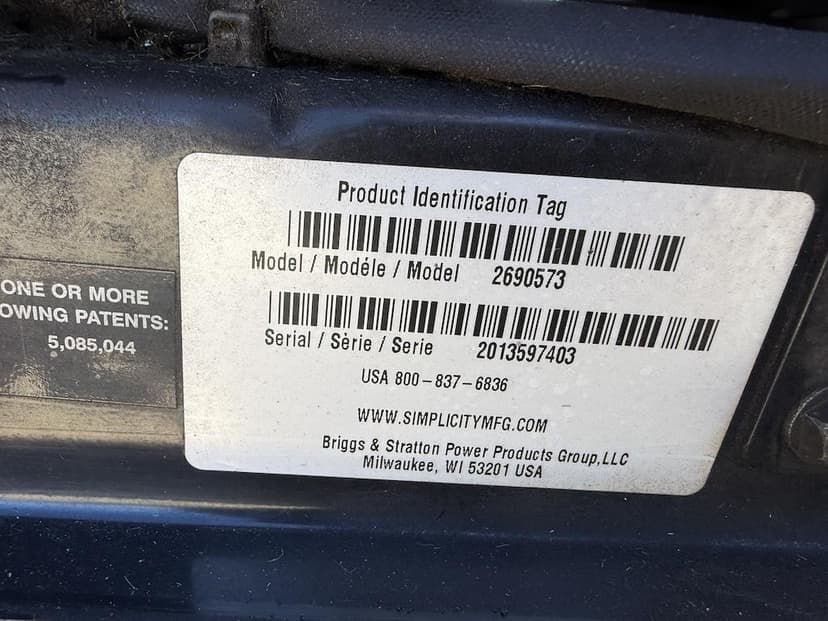 Product Identification Tag
Model / Modéle / Model 2690573
Serial / Sèrie / Serie 2013597403
USA 800-837-6836
WWW.SIMPLICITYMFG.COM
Briggs & Stratton Power Products Group,LLC
Milwaukee, WI 53201 USA
ONE OR MORE
OWING PATENTS:
5,085,044